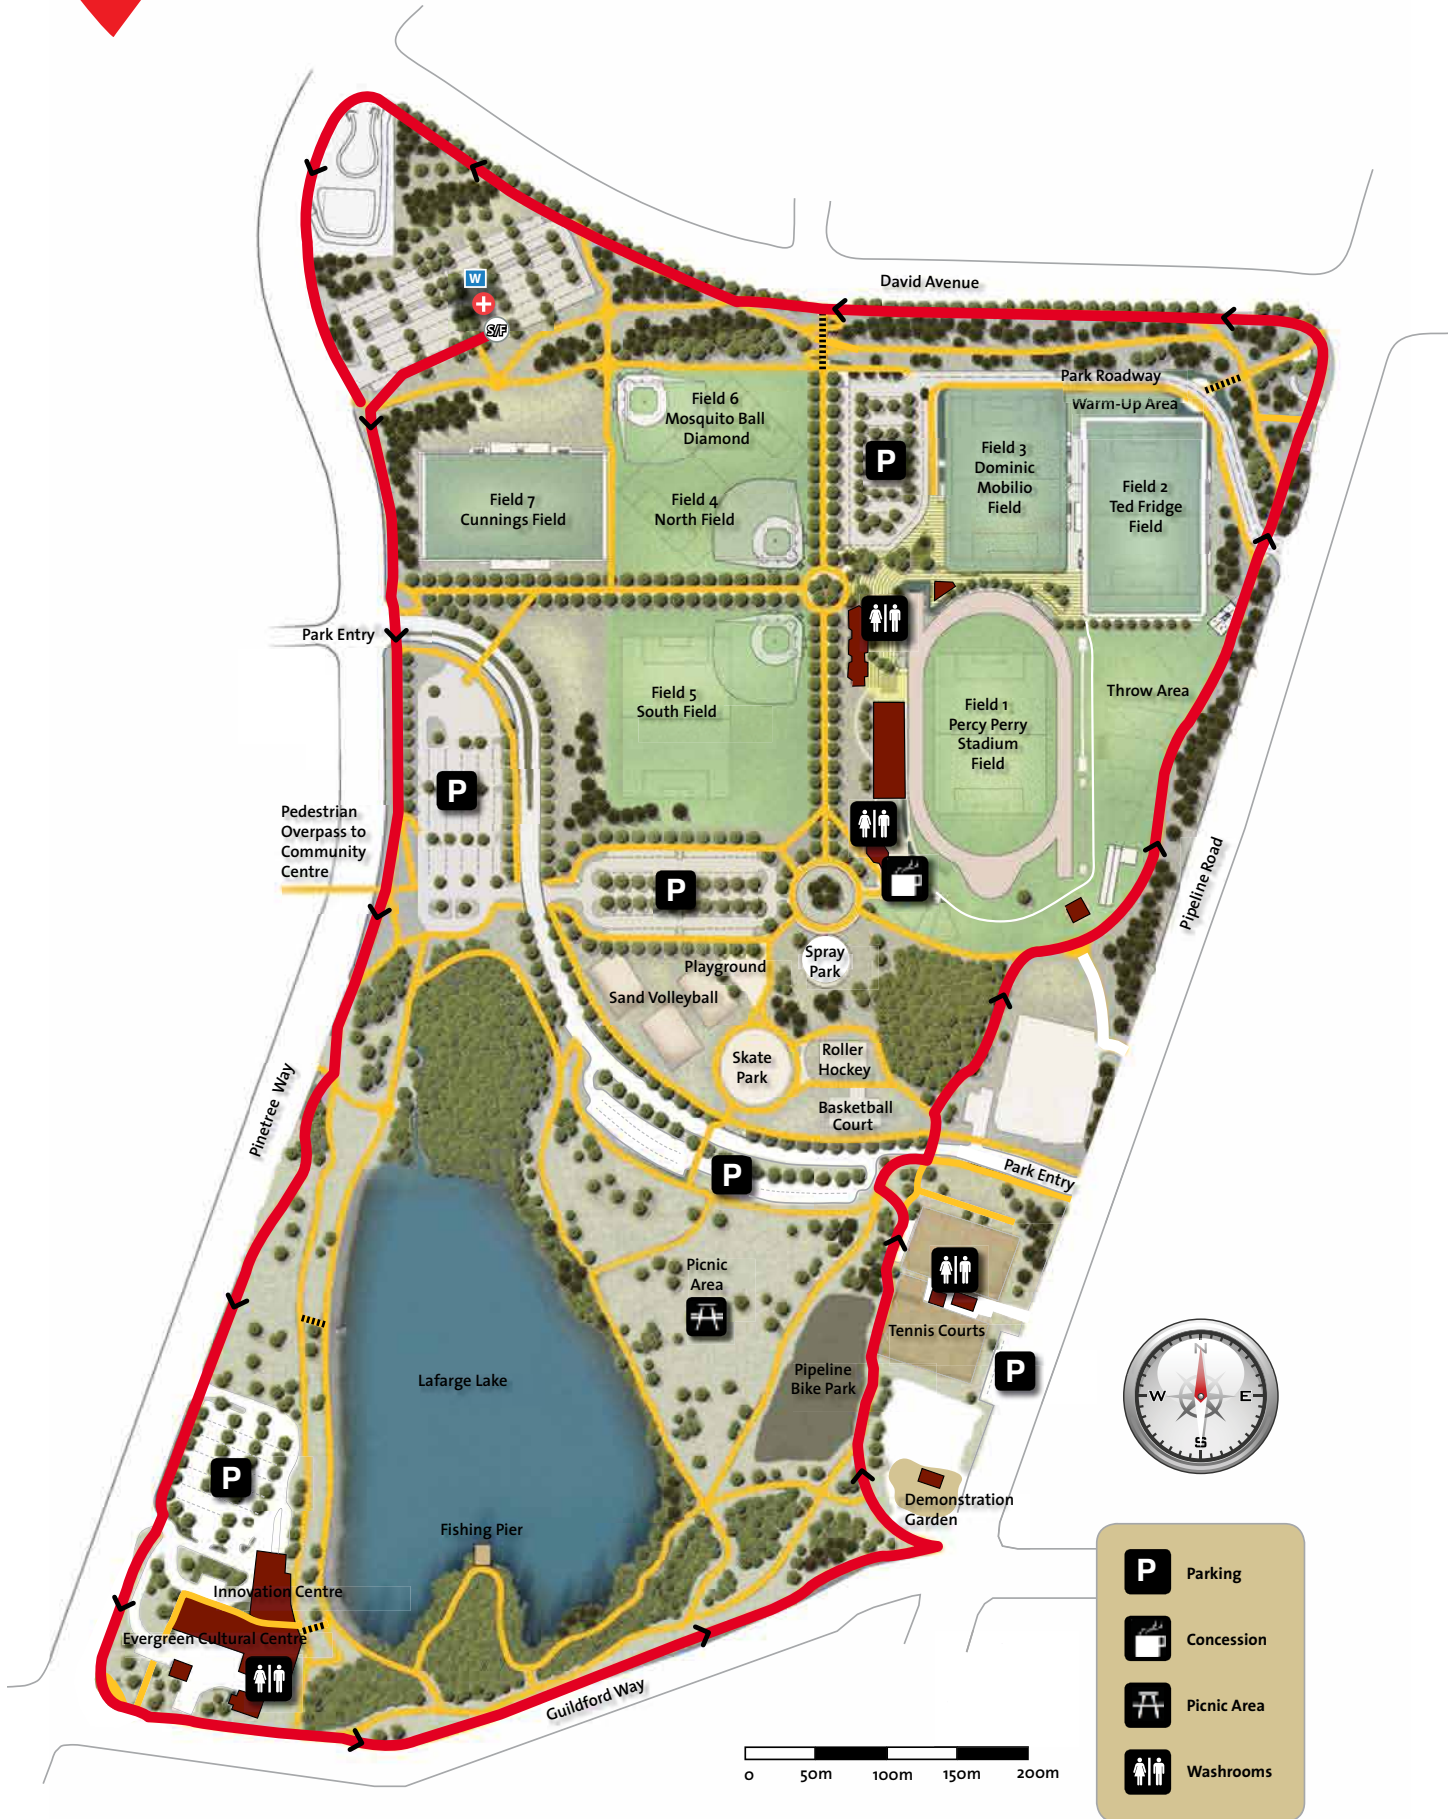 David Avenue
W
S/F
Park Roadway
Warm-Up Area
Field 6
Mosquito Ball
Diamond
P
Field 3
Dominic
Mobilio
Field
Field 2
Ted Fridge
Field
Field 7
Cunnings Field
Field 4
North Field
Park Entry
Field 5
South Field
Throw Area
Field 1
Percy Perry
Stadium
Field
P
Pedestrian
Overpass to
Community
Centre
P
Pipeline Road
Spray
Park
Playground
Sand Volleyball
Skate
Park
Roller
Hockey
Basketball
Court
Pinetree Way
P
Park Entry
Picnic
Area
Tennis Courts
P
Pipeline
Bike Park
Lafarge Lake
N
W
E
S
P
Demonstration
Garden
Fishing Pier
Innovation Centre
Evergreen Cultural Centre
Guildford Way
0
50m
100m
150m
200m
P
Parking
Concession
Picnic Area
Washrooms